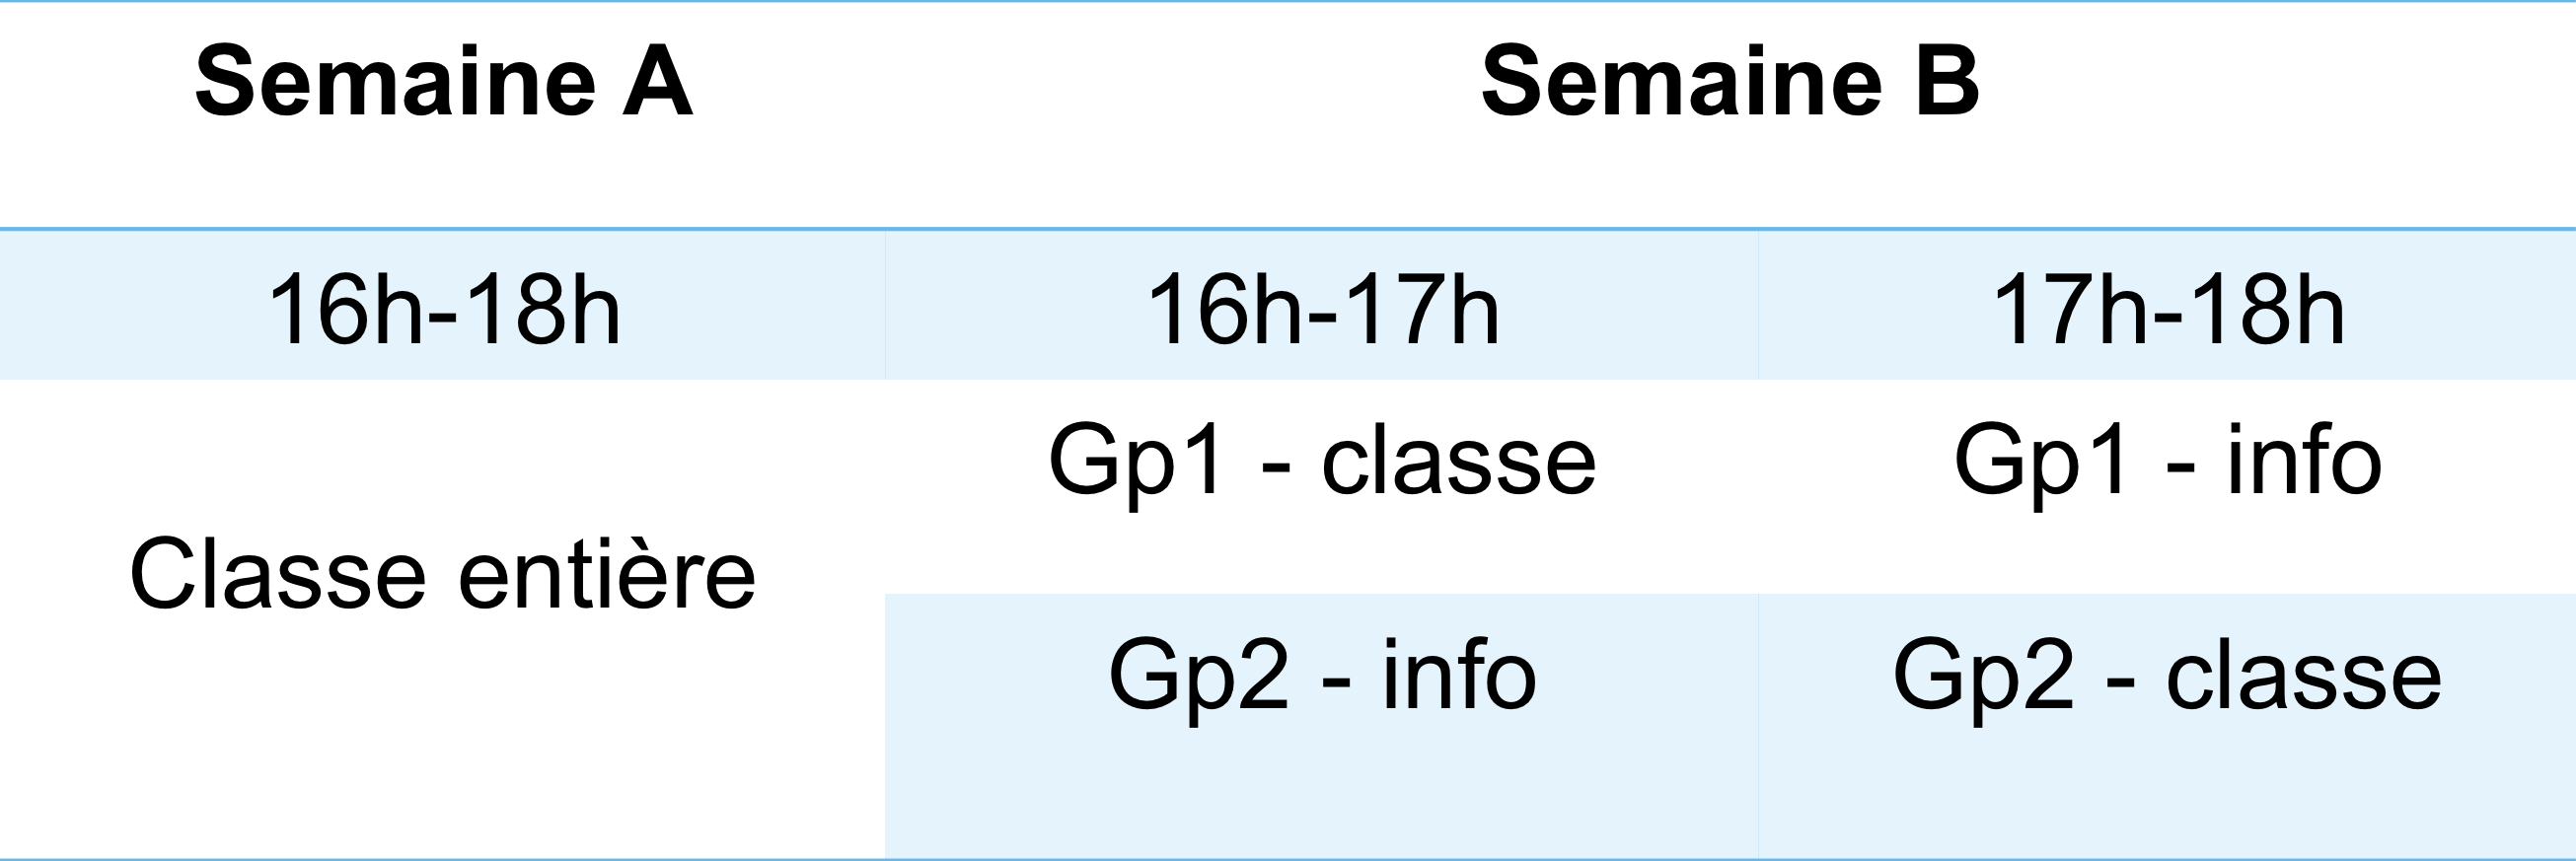 Semaine A
Semaine B
16h-18h
16h-17h
17h-18h
Classe entière
Gp1 - classe
Gp1 - info
Gp2 - info
Gp2 - classe